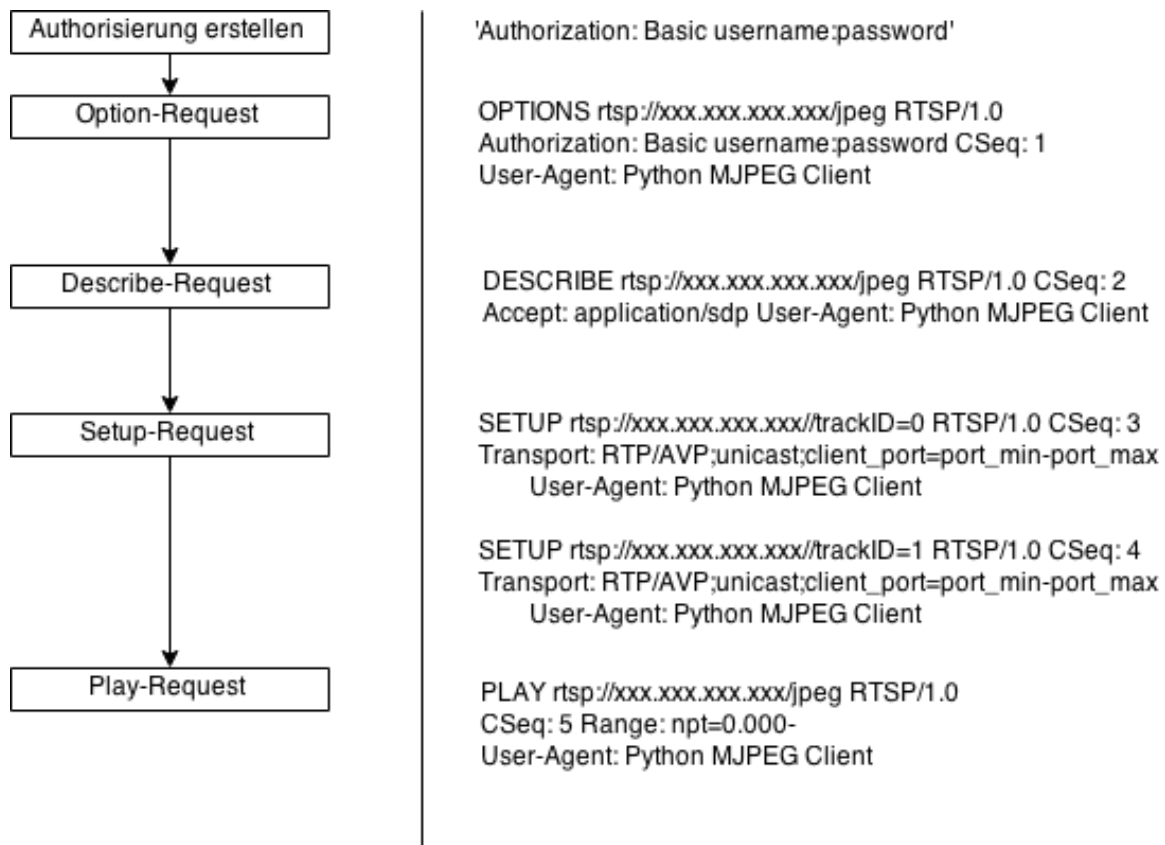 Authorisierung erstellen
'Authorization: Basic username:password'
Option-Request
OPTIONS rtsp://xxx.xxx.xxx.xxx/jpeg RTSP/1.0
Authorization: Basic username:password CSeq: 1
User-Agent: Python MJPEG Client
Describe-Request
DESCRIBE rtsp://xxx.xxx.xxx.xxx/jpeg RTSP/1.0 CSeq: 2
Accept: application/sdp User-Agent: Python MJPEG Client
Setup-Request
SETUP rtsp://xxx.xxx.xxx.xxx//trackID=0 RTSP/1.0 CSeq: 3
Transport: RTP/AVP;unicast;client_port=port_min-port_max
User-Agent: Python MJPEG Client
SETUP rtsp://xxx.xxx.xxx.xxx//trackID=1 RTSP/1.0 CSeq: 4
Transport: RTP/AVP;unicast;client_port=port_min-port_max
User-Agent: Python MJPEG Client
Play-Request
PLAY rtsp://xxx.xxx.xxx.xxx/jpeg RTSP/1.0
CSeq: 5 Range: npt=0.000-
User-Agent: Python MJPEG Client